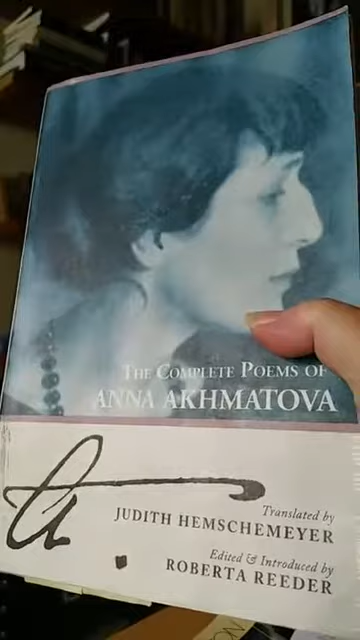 THE COMPLETE POEMS OF
ANNA AKHMATOVA
A.
Translated by
JUDITH HEMSCHEMEYER
Edited & Introduced by
ROBERTA REEDER